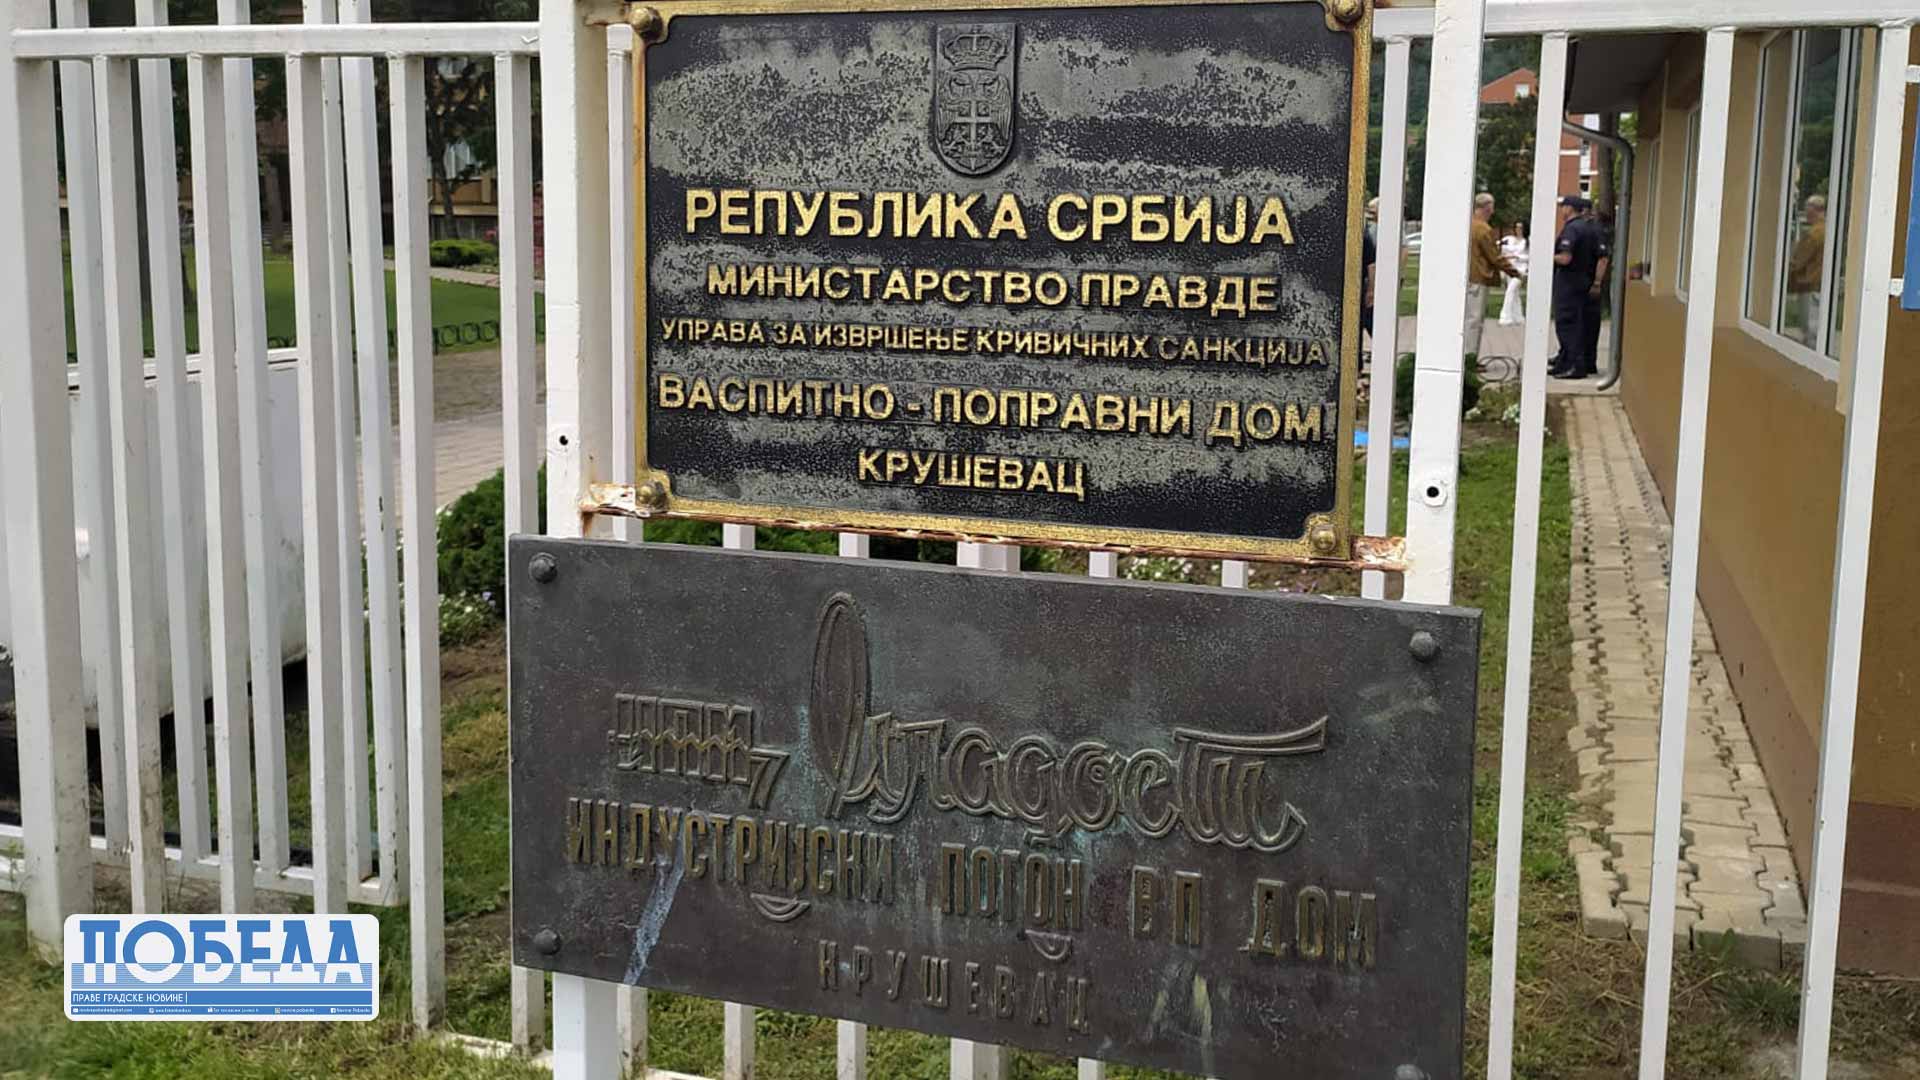 РЕПУБЛИКА СРБИЈА
МИНИСТАРСТВО ПРАВДЕ
УПРАВА ЗА ИЗВРШЕЊЕ КРИВИЧНИХ САНКЦИЈА
ВАСПИТНО - ПОПРАВНИ ДОМ
КРУШЕВАЦ
ИНДУСТРИЈСКИ ПОГОН ВП ДОМ
КРУШЕВАЦ
ПОБЕДА
ПРАВЕ ГРАДСКЕ НОВИНЕ